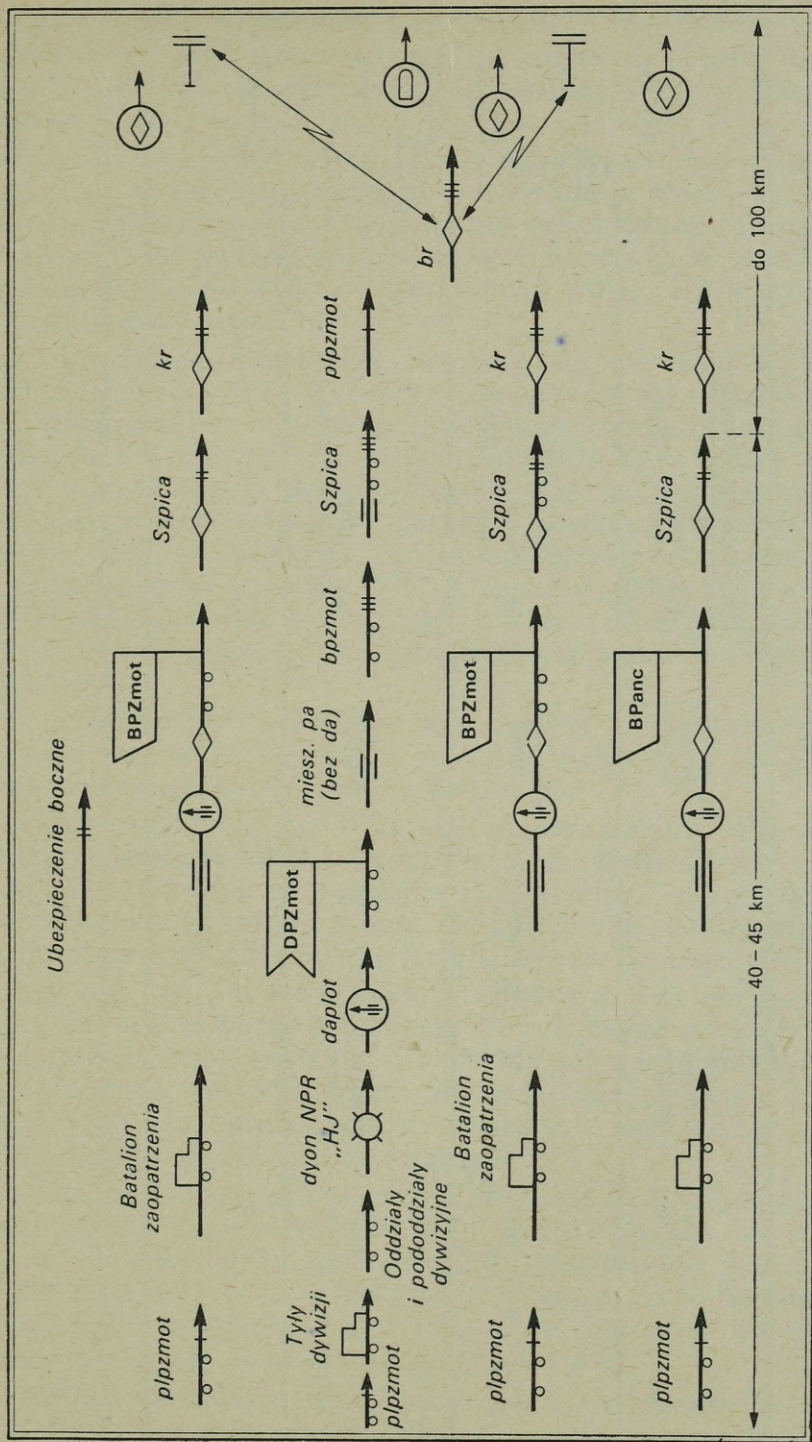 Ubezpieczenie boczne
plpzmot
Batalion
zaopatrzenia
BPZmot
Szpica
kr
plpzmot
Tyły
dywizji
Oddziały
i pododdziały
dywizyjne
dyon NPR
„HJ”
daplot
DPZmot
miesz. pa
(bez da)
bpzmot
Szpica
plpzmot
br
plpzmot
Batalion
zaopatrzenia
BPZmot
Szpica
kr
plpzmot
BPanc
Szpica
kr
40 – 45 km
do 100 km